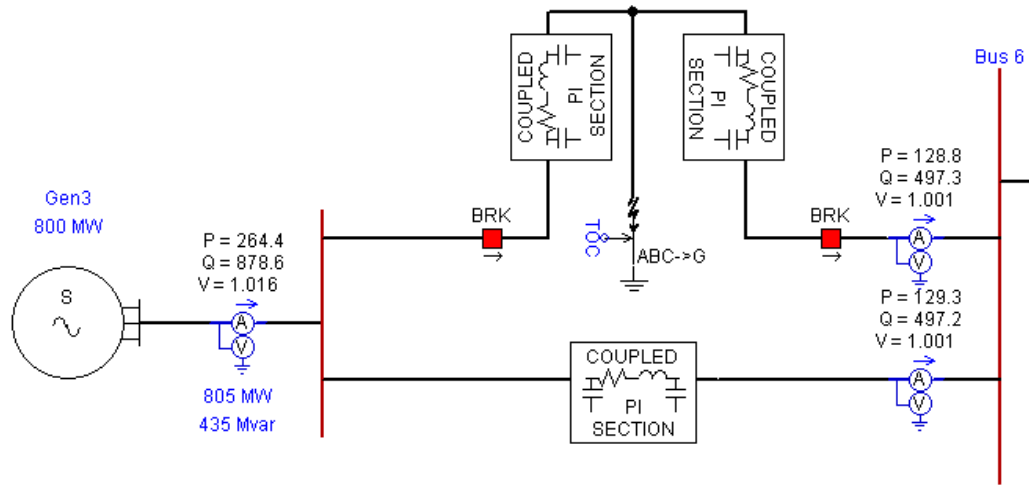 Bus 6
COUPLED
PI
SECTION
COUPLED
PI
SECTION
P = 128.8
Q = 497.3
V = 1.001
Gen3
800 MW
BRK
BRK
P = 264.4
Q = 878.6
V = 1.016
TOC
ABC->G
A
V
S
A
V
P = 129.3
Q = 497.2
V = 1.001
COUPLED
PI
SECTION
A
V
805 MW
435 Mvar